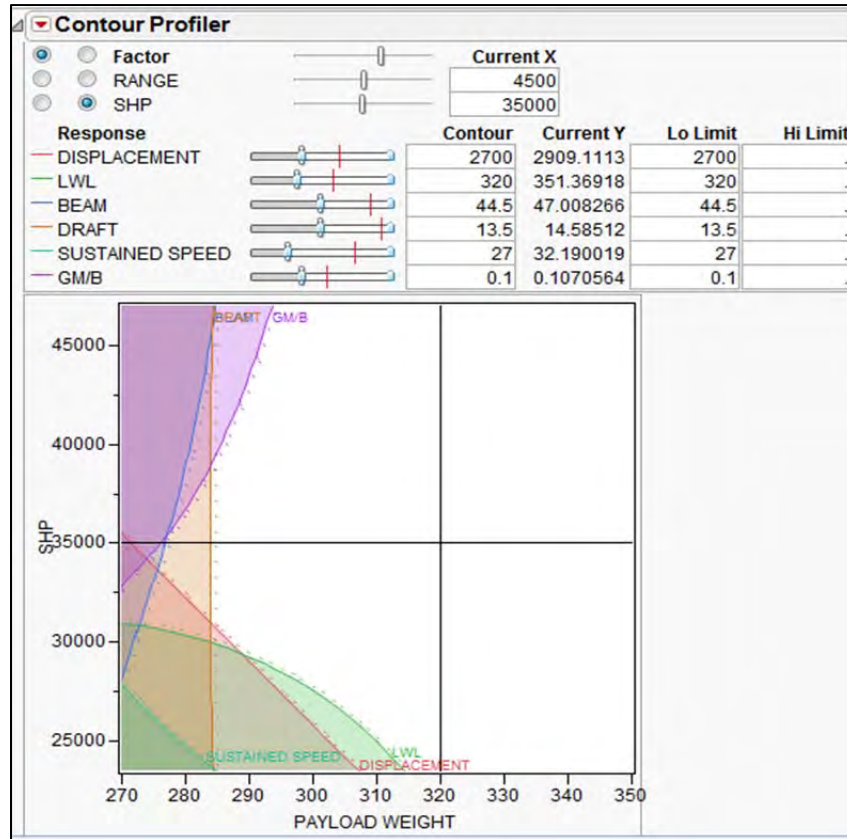 Contour Profiler
Factor Current X
RANGE 4500
SHP 35000
Response Contour Current Y Lo Limit Hi Limit
DISPLACEMENT 2700 2909.1113 2700 .
LWL 320 351.36918 320 .
BEAM 44.5 47.008266 44.5 .
DRAFT 13.5 14.58512 13.5 .
SUSTAINED SPEED 27 32.190019 27 .
GM/B 0.1 0.1070564 0.1 .
GM/B
45000
40000
SHP
35000
30000
25000
SUSTAINED SPEED LWL
DISPLACEMENT
270 280 290 300 310 320 330 340 350
PAYLOAD WEIGHT